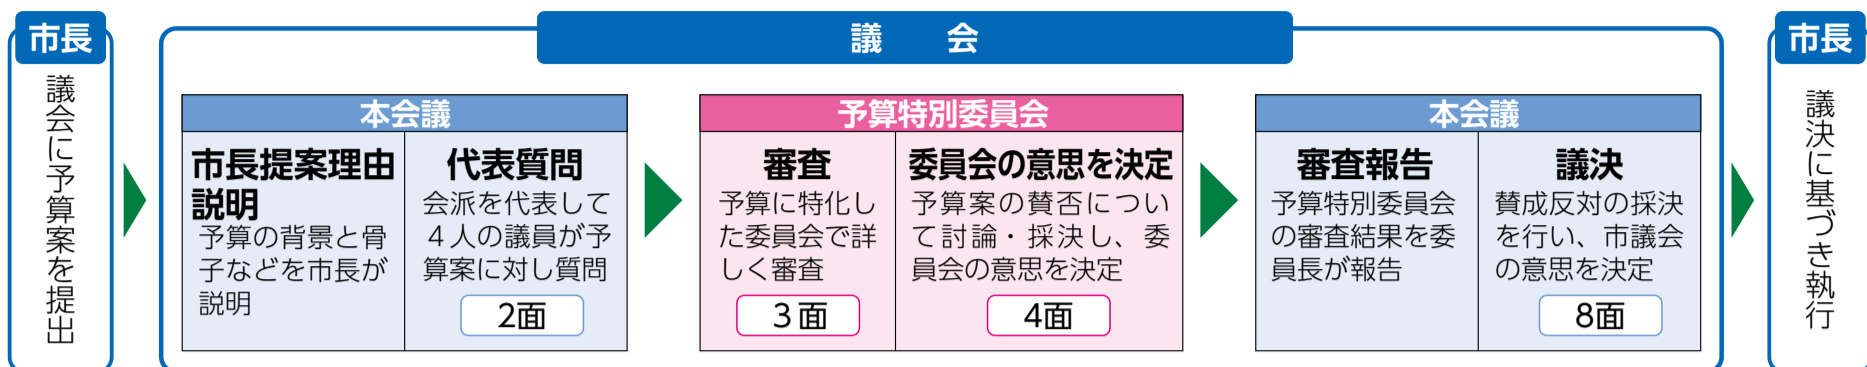 市長
議会に予算案を提出
議　会
本会議
市長提案理由
説明
予算の背景と骨
子などを市長が
説明
代表質問
会派を代表して
４人の議員が予
算案に対し質問
2面
予算特別委員会
審査
予算に特化し
た委員会で詳
しく審査
３面
委員会の意思を決定
予算案の賛否につい
て討論・採決し、委
員会の意思を決定
4面
本会議
審査報告
予算特別委員会
の審査結果を委
員長が報告
議決
賛成反対の採決
を行い、市議会
の意思を決定
8面
市長
議決に基づき執行